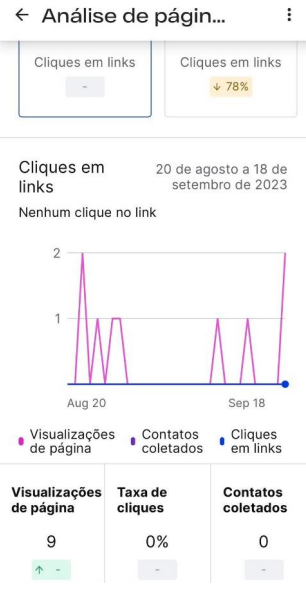 ← Análise de págin...
Cliques em links
-
Cliques em links
↓ 78%
Cliques em
links
20 de agosto a 18 de
setembro de 2023
Nenhum clique no link
2
1
Aug 20
Sep 18
Visualizações
de página
Contatos
coletados
Cliques
em links
Visualizações
de página
Taxa de
cliques
Contatos
coletados
9
0%
0
↑ -
-
-